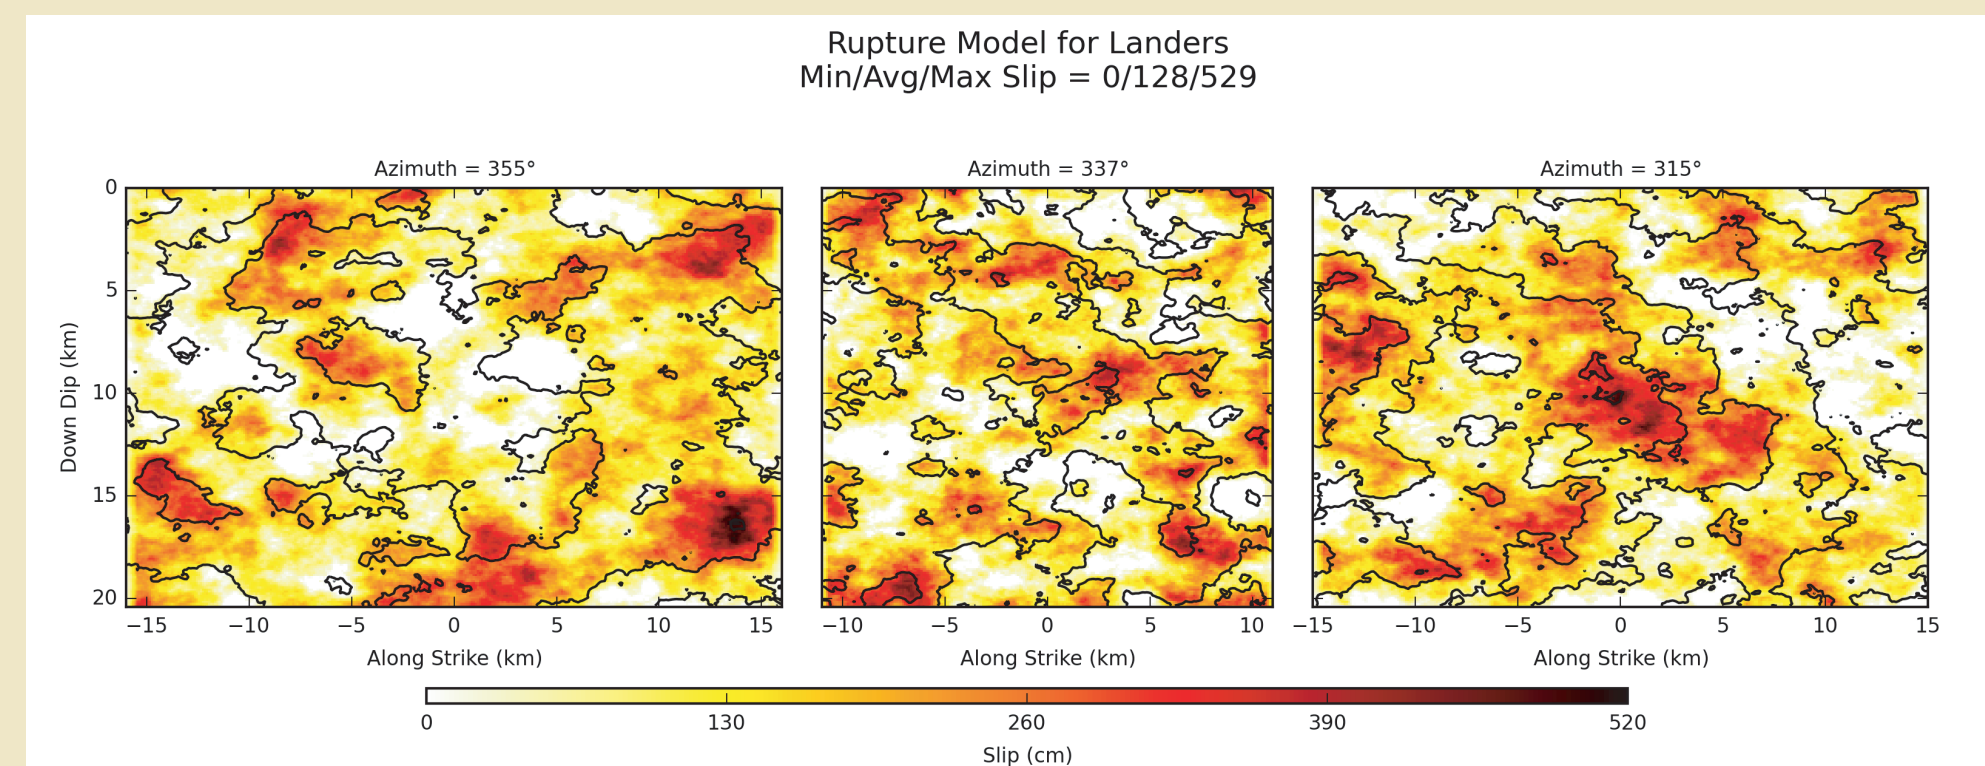 Rupture Model for Landers
Min/Avg/Max Slip = 0/128/529
Azimuth = 355°
Azimuth = 337°
Azimuth = 315°
0
5
10
15
20
Down Dip (km)
−15 −10 −5 0 5 10 15
−10 −5 0 5 10
−15 −10 −5 0 5 10 15
Along Strike (km)
Along Strike (km)
Along Strike (km)
0 130 260 390 520
Slip (cm)